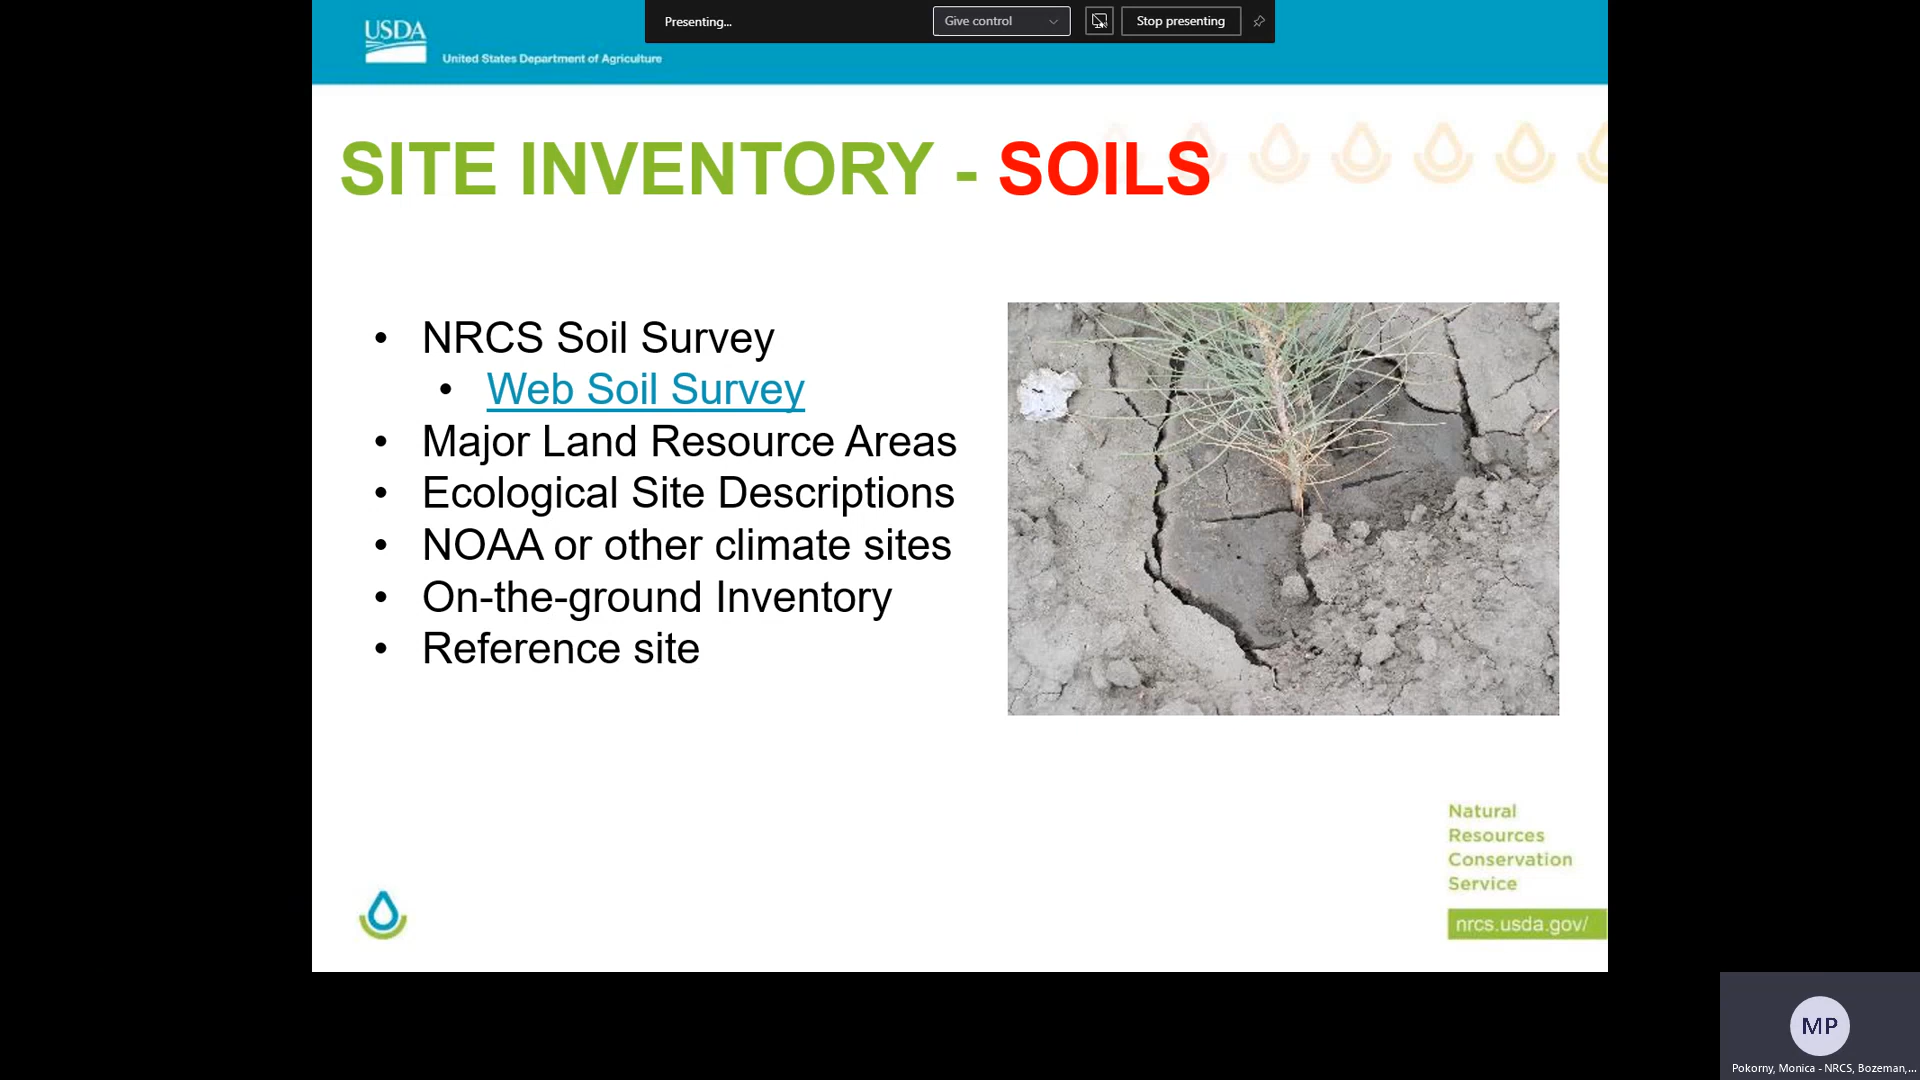 Presenting...
Give control
Stop presenting
USDA
United States Department of Agriculture
SITE INVENTORY - SOILS
• NRCS Soil Survey
• Web Soil Survey
• Major Land Resource Areas
• Ecological Site Descriptions
• NOAA or other climate sites
• On-the-ground Inventory
• Reference site
Natural
Resources
Conservation
Service
nrcs.usda.gov/
MP
Pokorny, Monica - NRCS, Bozeman,...